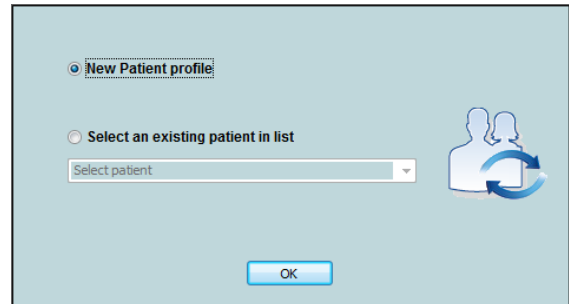 New Patient profile
Select an existing patient in list
Select patient
OK